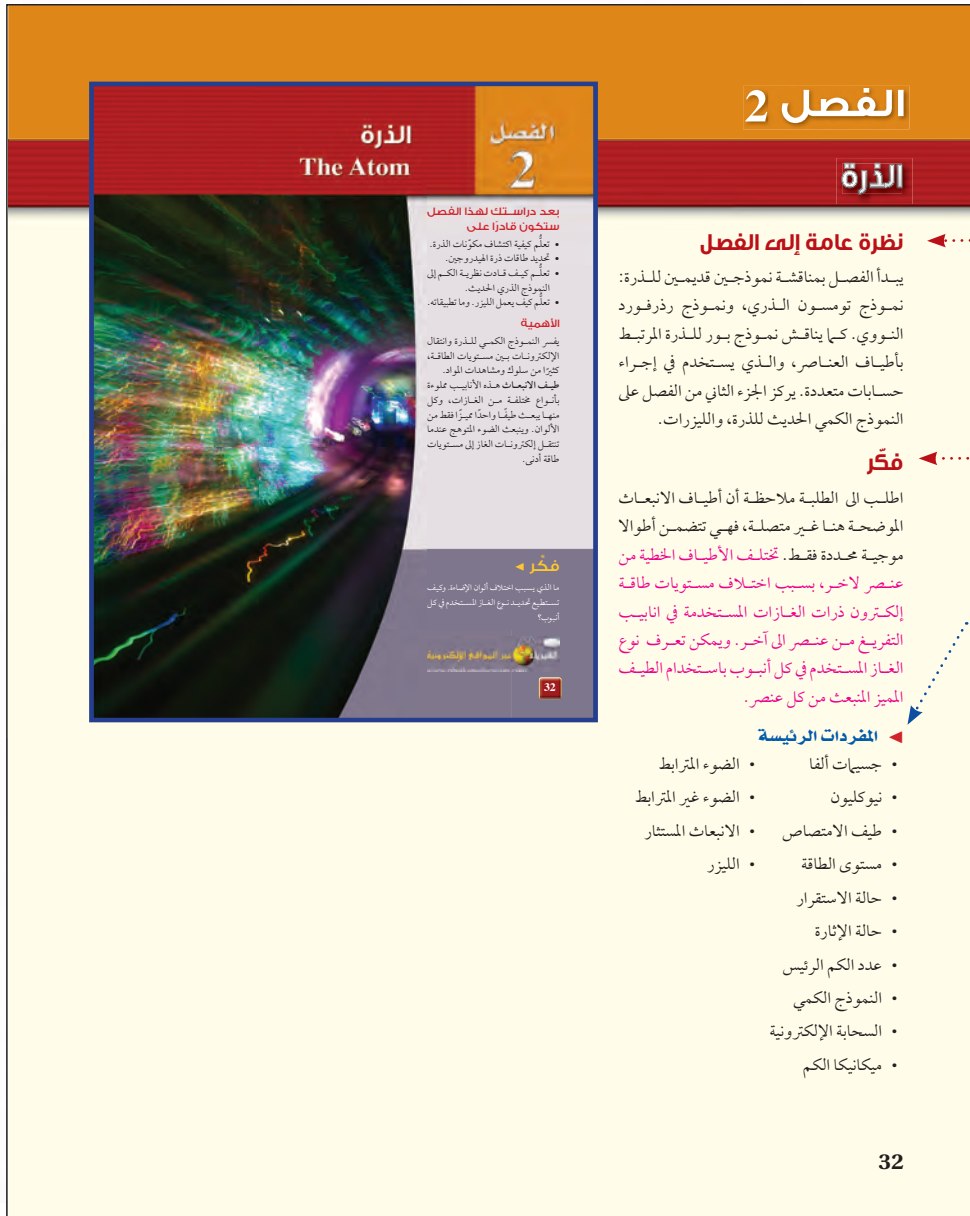 الفصل 2
الذرة
نظرة عامة إلى الفصل
يبدأ الفصل بمناقشة نموذجين قديمين للذرة:
نموذج تومسون الذري، ونموذج رذرفورد
النووي. كما يناقش نموذج بور للذرة المرتبط
بأطياف العناصر، والذي يستخدم في إجراء
حسابات متعددة. يركز الجزء الثاني من الفصل على
النموذج الكمي الحديث للذرة، والليزرات.
فكّر
اطلب الى الطلبة ملاحظة أن أطياف الانبعاث
الموضحة هنا غير متصلة، فهي تتضمن أطوالا
موجية محددة فقط. تختلف الأطياف الخطية من
عنصر لاخر، بسبب اختلاف مستويات طاقة
إلكترون ذرات الغازات المستخدمة في انابيب
التفريغ من عنصر الى آخر. ويمكن تعرف نوع
الغاز المستخدم في كل أنبوب باستخدام الطيف
المميز المنبعث من كل عنصر.
المفردات الرئيسة
• جسيمات ألفا
• نيوكليون
• طيف الامتصاص
• مستوى الطاقة
• حالة الاستقرار
• حالة الإثارة
• عدد الكم الرئيس
• النموذج الكمي
• السحابة الإلكترونية
• ميكانيكا الكم
• الضوء المترابط
• الضوء غير المترابط
• الانبعاث المستثار
• الليزر
32
الفصل
2
الذرة
The Atom
بعد دراستك لهذا الفصل
ستكون قادرًا على
• تعلُّم كيفية اكتشاف مكوّنات الذرة.
• تحديد طاقات ذرة الهيدروجين.
• تعلُّم كيف قادت نظرية الكم إلى
النموذج الذري الحديث.
• تعلُّم كيف يعمل الليزر. وما تطبيقاته.
الأهمية
يفسر النموذج الكمي للذرة وانتقال
الإلكترونات بين مستويات الطاقة،
كثيرًا من سلوك ومشاهدات المواد.
طيف الانبعاث هذه الأنابيب مملوءة
بأنواع مختلفة من الغازات، وكل
منها يبعث طيفًا واحدًا مميزًا فقط من
الألوان. وينبعث الضوء المتوهج عندما
تنتقل إلكترونات الغاز إلى مستويات
طاقة أدنى.
فكّر
ما الذي يسبب اختلاف ألوان الإضاءة. وكيف
تستطيع تحديد نوع الغاز المستخدم في كل
أنبوب؟
الفيزياء عبر المواقع الإلكترونية
32